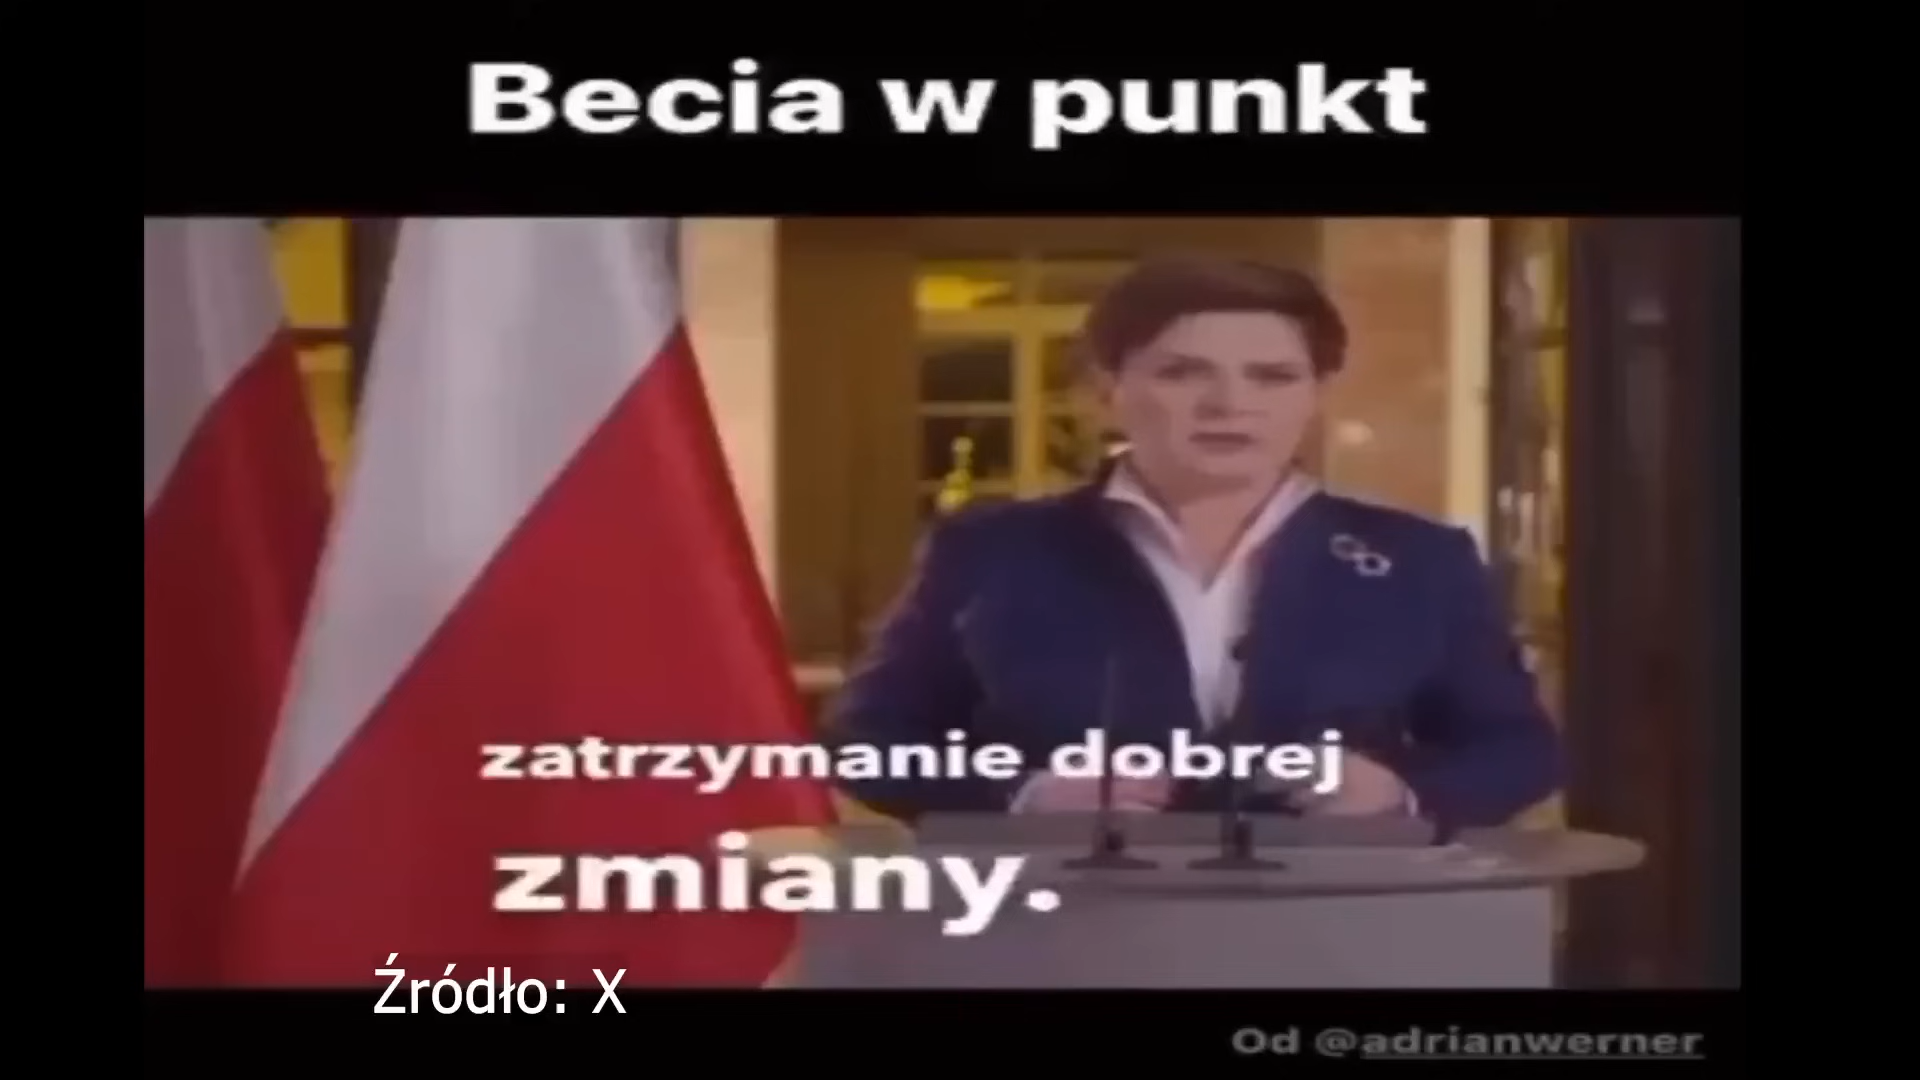 Becia w punkt
zatrzymanie dobrej
zmiany.
Źródło: X
Od @adrianwerner